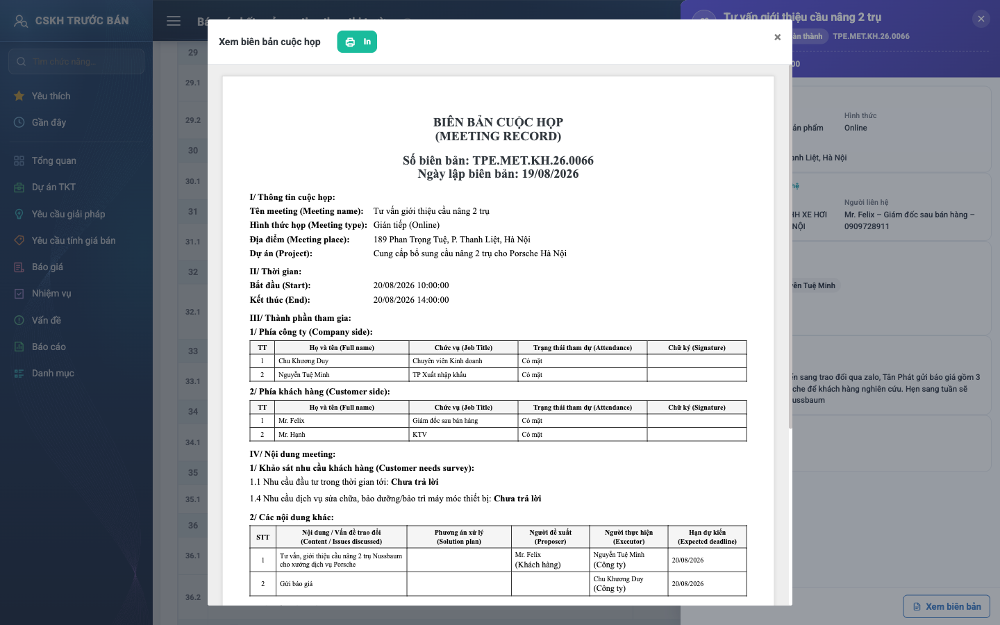 CSKH TRƯỚC BÁN
Tìm chức năng...
Yêu thích
Gần đây
Tổng quan
Dự án TKT
Yêu cầu giải pháp
Yêu cầu tính giá bán
Báo giá
Nhiệm vụ
Vấn đề
Báo cáo
Danh mục
29
29.1
29.2
30
30.1
31
31.1
32
32.1
33
33.1
34
34.1
35
35.1
36
36.1
36.2
Xem biên bản cuộc họp
In
×
BIÊN BẢN CUỘC HỌP
(MEETING RECORD)
Số biên bản: TPE.MET.KH.26.0066
Ngày lập biên bản: 19/08/2026
I/ Thông tin cuộc họp:
Tên meeting (Meeting name): Tư vấn giới thiệu cầu nâng 2 trụ
Hình thức họp (Meeting type): Gián tiếp (Online)
Địa điểm (Meeting place): 189 Phan Trọng Tuệ, P. Thanh Liệt, Hà Nội
Dự án (Project): Cung cấp bổ sung cầu nâng 2 trụ cho Porsche Hà Nội
II/ Thời gian:
Bắt đầu (Start): 20/08/2026 10:00:00
Kết thúc (End): 20/08/2026 14:00:00
III/ Thành phần tham gia:
1/ Phía công ty (Company side):
TT Họ và tên (Full name) Chức vụ (Job Title) Trạng thái tham dự (Attendance) Chữ ký (Signature)
1 Chu Khương Duy Chuyên viên Kinh doanh Có mặt
2 Nguyễn Tuệ Minh TP Xuất nhập khẩu Có mặt
2/ Phía khách hàng (Customer side):
TT Họ và tên (Full name) Chức vụ (Job Title) Trạng thái tham dự (Attendance) Chữ ký (Signature)
1 Mr. Felix Giám đốc sau bán hàng Có mặt
2 Mr. Hạnh KTV Có mặt
IV/ Nội dung meeting:
1/ Khảo sát nhu cầu khách hàng (Customer needs survey):
1.1 Nhu cầu đầu tư trong thời gian tới: Chưa trả lời
1.4 Nhu cầu dịch vụ sửa chữa, bảo dưỡng/bảo trì máy móc thiết bị: Chưa trả lời
2/ Các nội dung khác:
STT Nội dung / Vấn đề trao đổi (Content / Issues discussed) Phương án xử lý (Solution plan) Người đề xuất (Proposer) Người thực hiện (Executor) Hạn dự kiến (Expected deadline)
1 Tư vấn, giới thiệu cầu nâng 2 trụ Nussbaum cho xưởng dịch vụ Porsche Mr. Felix (Khách hàng) Nguyễn Tuệ Minh (Công ty) 20/08/2026
2 Gửi báo giá Chu Khương Duy (Công ty) 20/08/2026
Tư vấn giới thiệu cầu nâng 2 trụ
àn thành TPE.MET.KH.26.0066
00
Hình thức
ản phẩm Online
anh Liệt, Hà Nội
hệ
Người liên hệ
HH XE HƠI Mr. Felix – Giám đốc sau bán hàng –
NỘI 0909728911
yễn Tuệ Minh
ển sang trao đổi qua zalo, Tân Phát gửi báo giá gồm 3
che để khách hàng nghiên cứu. Hẹn sang tuần sẽ
ussbaum
Xem biên bản